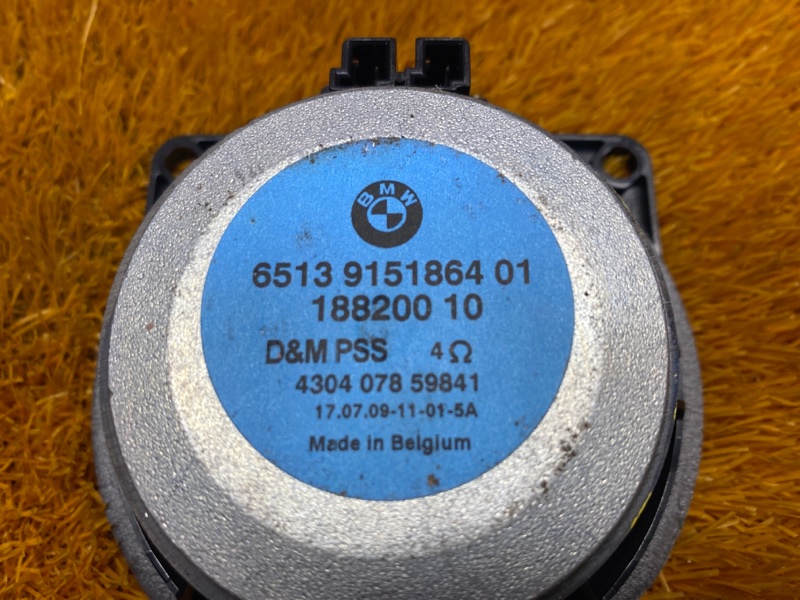 BMW
6513 9151864 01
188200 10
D&M PSS 4Ω
4304 078 59841
17.07.09-11-01-5A
Made in Belgium